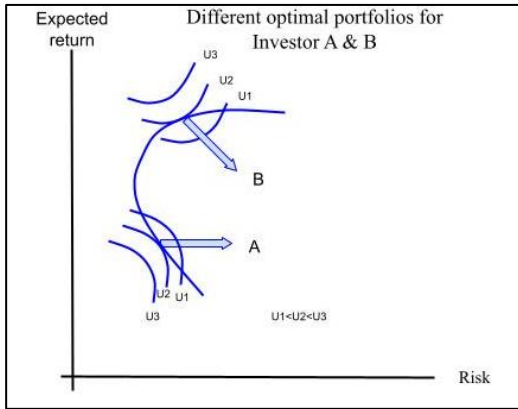 Expected
return
Different optimal portfolios for
Investor A & B
U3
U2
U1
B
A
U2 U1
U3
U1<U2<U3
Risk